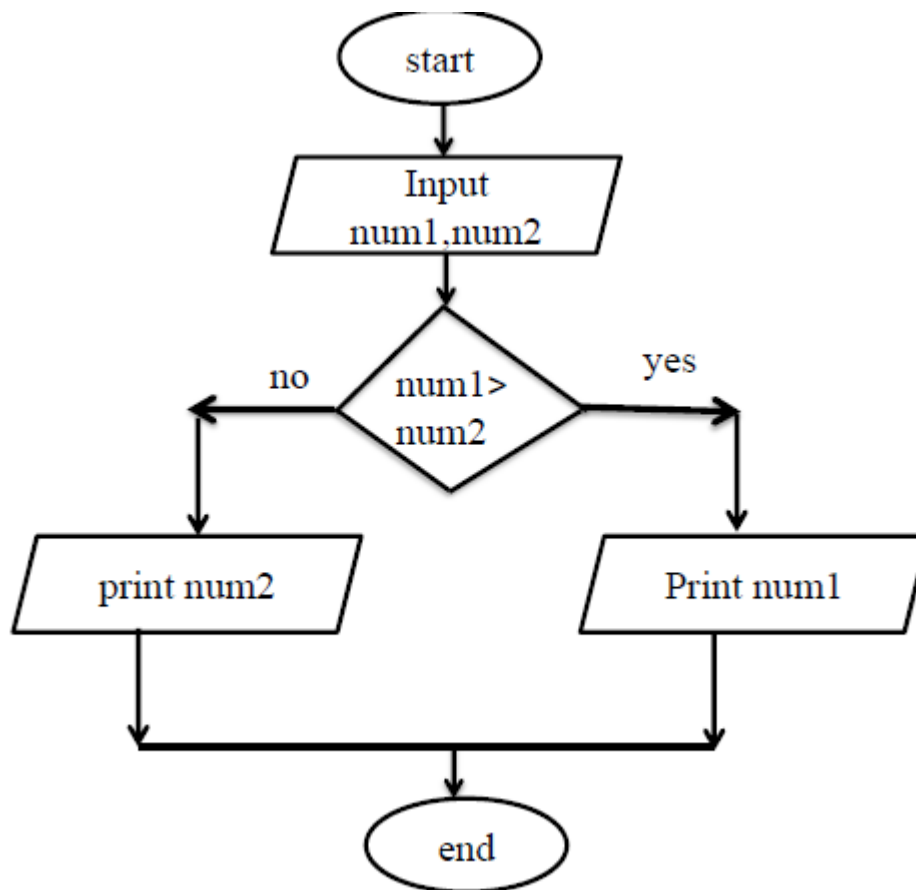 start
Input
num1,num2
no
yes
num1>
num2
print num2
Print num1
end